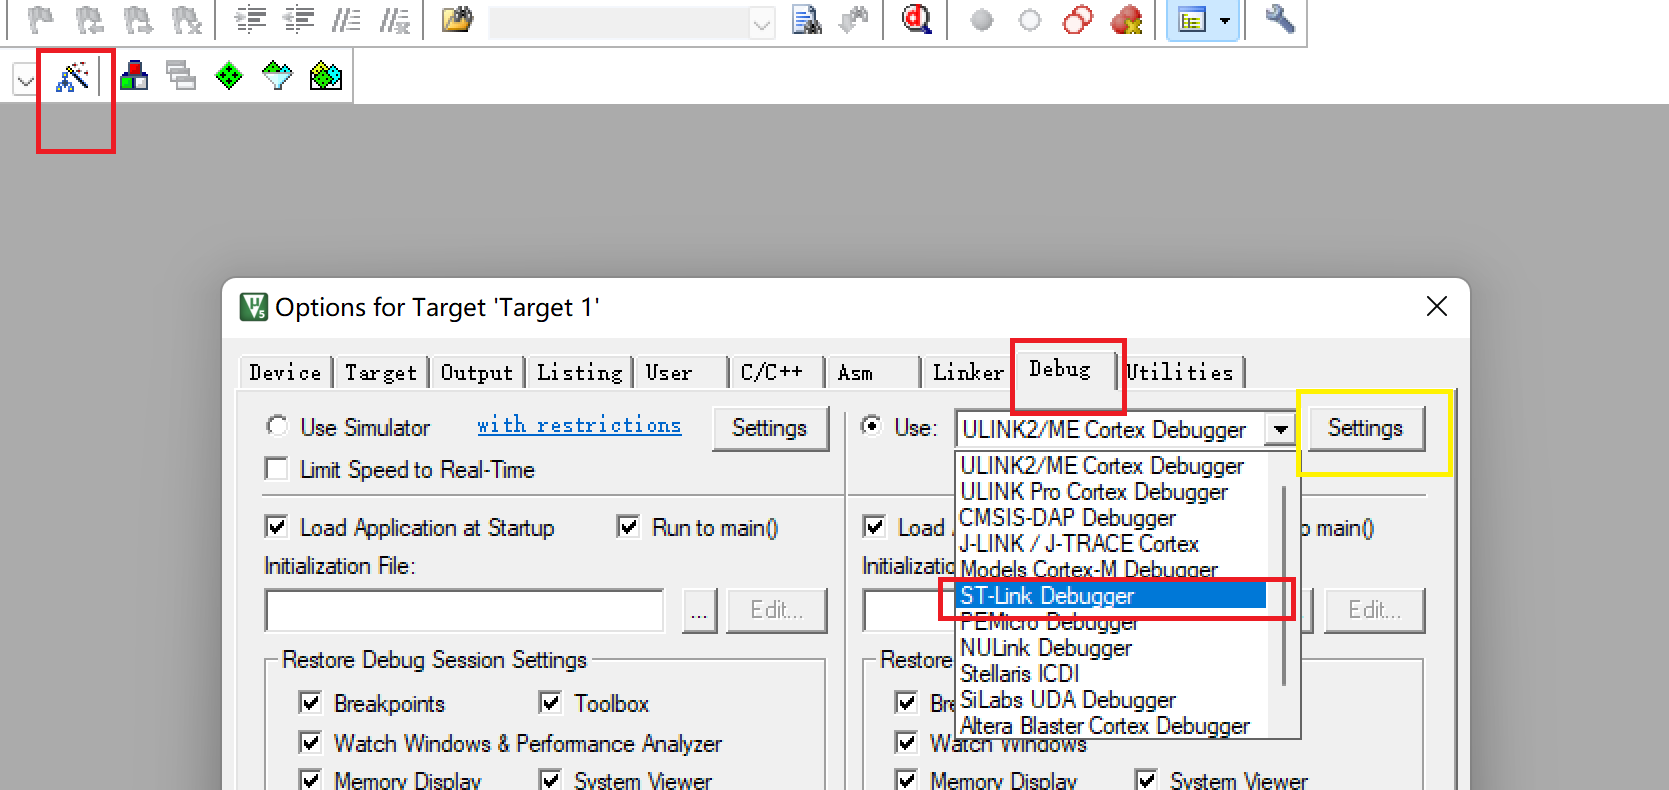 Options for Target 'Target 1'
Device Target Output Listing User C/C++ Asm Linker Debug Utilities
Use Simulator with restrictions Settings Use: ULINK2/ME Cortex Debugger Settings
Limit Speed to Real-Time
ULINK2/ME Cortex Debugger
ULINK Pro Cortex Debugger
CMSIS-DAP Debugger
J-LINK / J-TRACE Cortex
Models Cortex-M Debugger
ST-Link Debugger
PEMicro Debugger
NULink Debugger
Stellaris ICDI
SiLabs UDA Debugger
Altera Blaster Cortex Debugger
Load Application at Startup Run to main() Load main()
Initialization File:
... Edit... Edit...
Restore Debug Session Settings Restore
Breakpoints Toolbox
Watch Windows & Performance Analyzer Watch Windows
Memory Display System Viewer Memory Display System Viewer